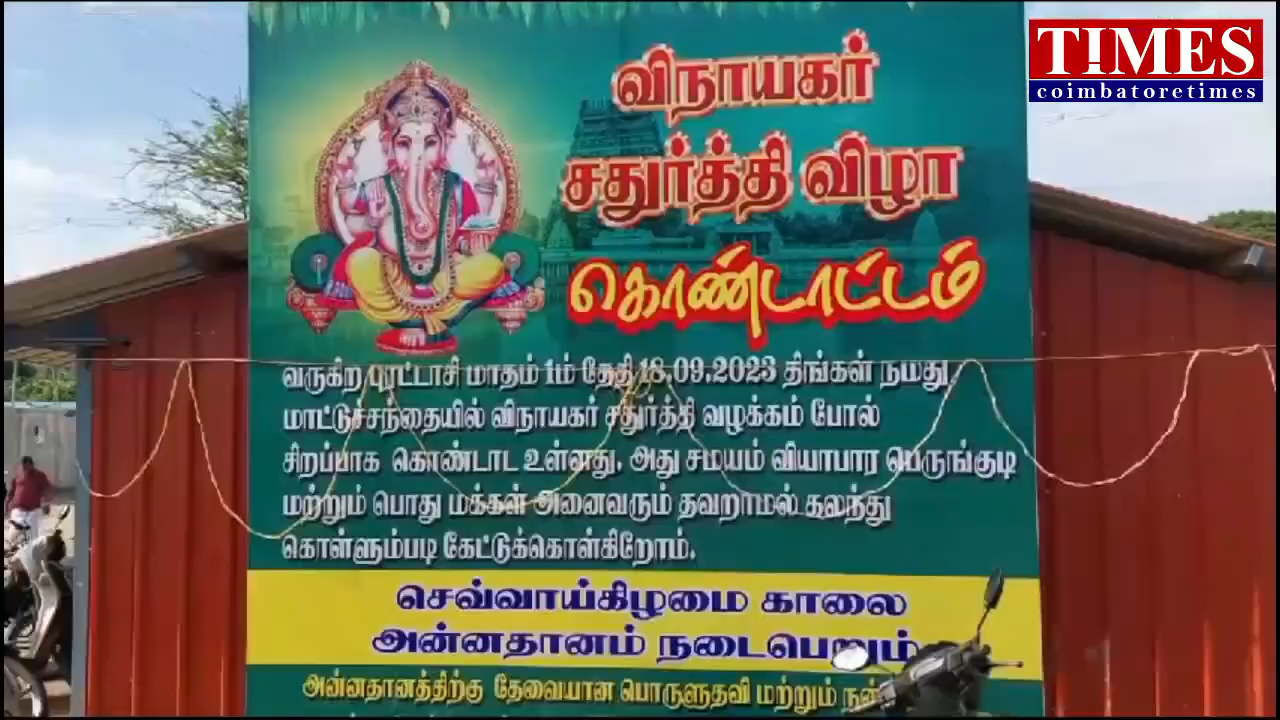 TIMES
coimbatoretimes
விநாயகர்
சதுர்த்தி விழா
கொண்டாட்டம்
வருகிற புரட்டாசி மாதம் 1ம் தேதி 18.09.2023 திங்கள் நமது
மாட்டுச்சந்தையில் விநாயகர் சதுர்த்தி வழக்கம் போல்
சிறப்பாக கொண்டாட உள்ளது. அது சமயம் வியாபார பெருங்குடி
மற்றும் பொது மக்கள் அனைவரும் தவறாமல் கலந்து
கொள்ளும்படி கேட்டுக்கொள்கிறோம்.
செவ்வாய்கிழமை காலை
அன்னதானம் நடைபெறும்
அன்னதானத்திற்கு தேவையான பொருளுதவி மற்றும்